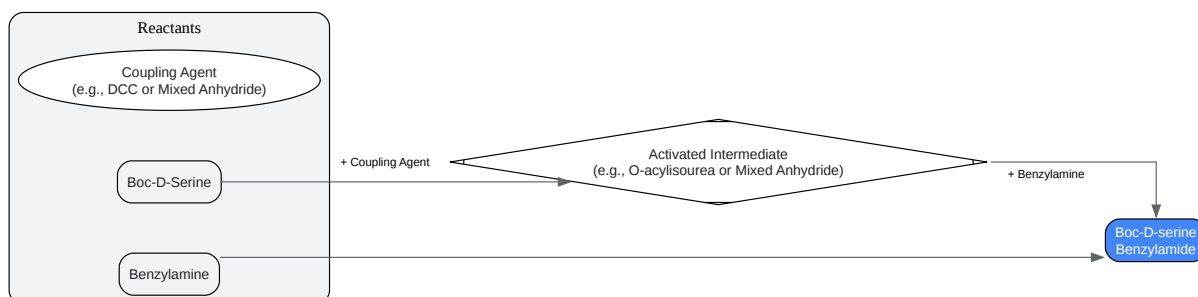 Reactants
Coupling Agent
(e.g., DCC or Mixed Anhydride)
+ Coupling Agent
Activated Intermediate
(e.g., O-acylisourea or Mixed Anhydride)
Boc-D-Serine
+ Benzylamine
Boc-D-serine
Benzylamide
Benzylamine